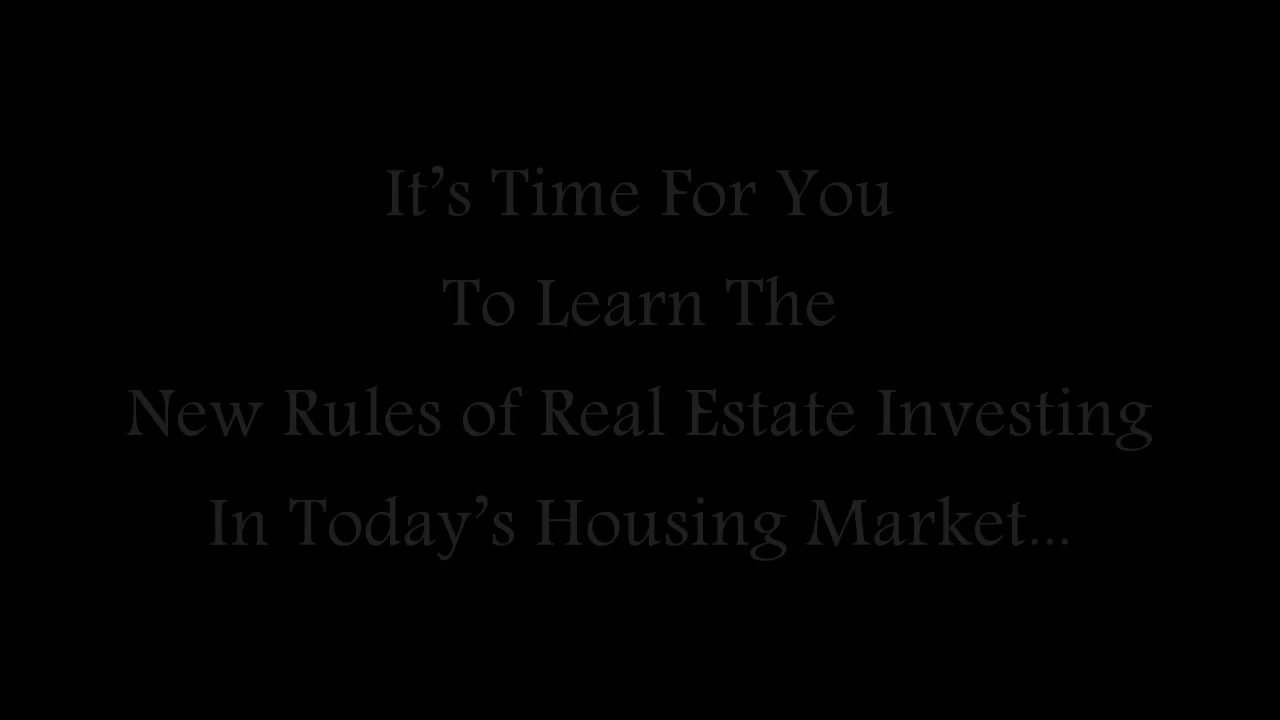 It’s Time For You
To Learn The
New Rules of Real Estate Investing
In Today’s Housing Market...